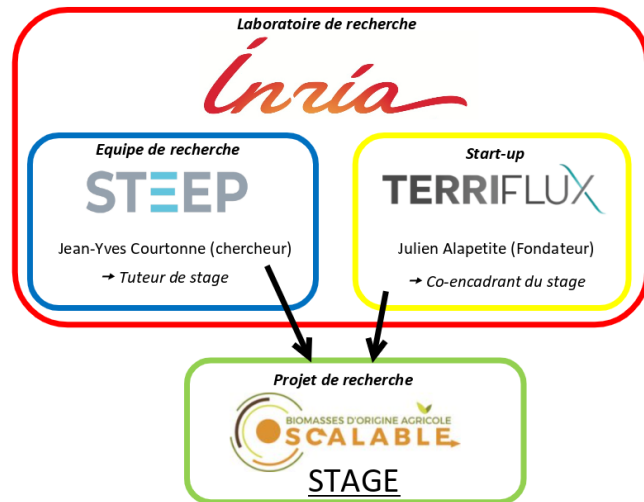 Laboratoire de recherche
Inria
Equipe de recherche
STEEP
Jean-Yves Courtonne (chercheur)
→ Tuteur de stage
Start-up
TERRIFLUX
Julien Alapetite (Fondateur)
→ Co-encadrant du stage
Projet de recherche
BIOMASSES D'ORIGINE AGRICOLE
SCALABLE
STAGE